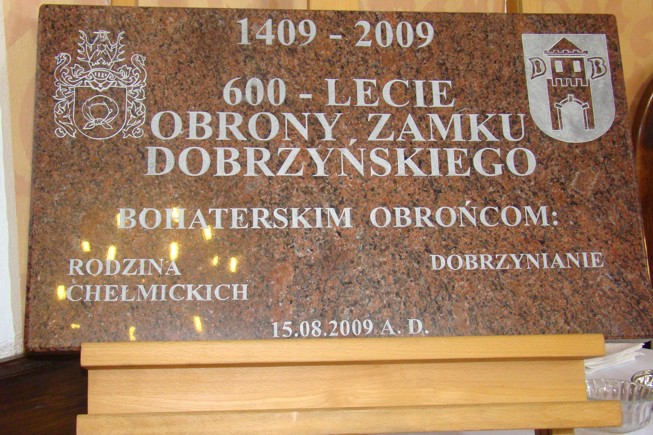 1409 - 2009
600 - LECIE
OBRONY ZAMKU
DOBRZYŃSKIEGO
D B
BOHATERSKIM OBROŃCOM:
RODZINA
CHEŁMICKICH
DOBRZYNIANIE
15.08.2009 A. D.